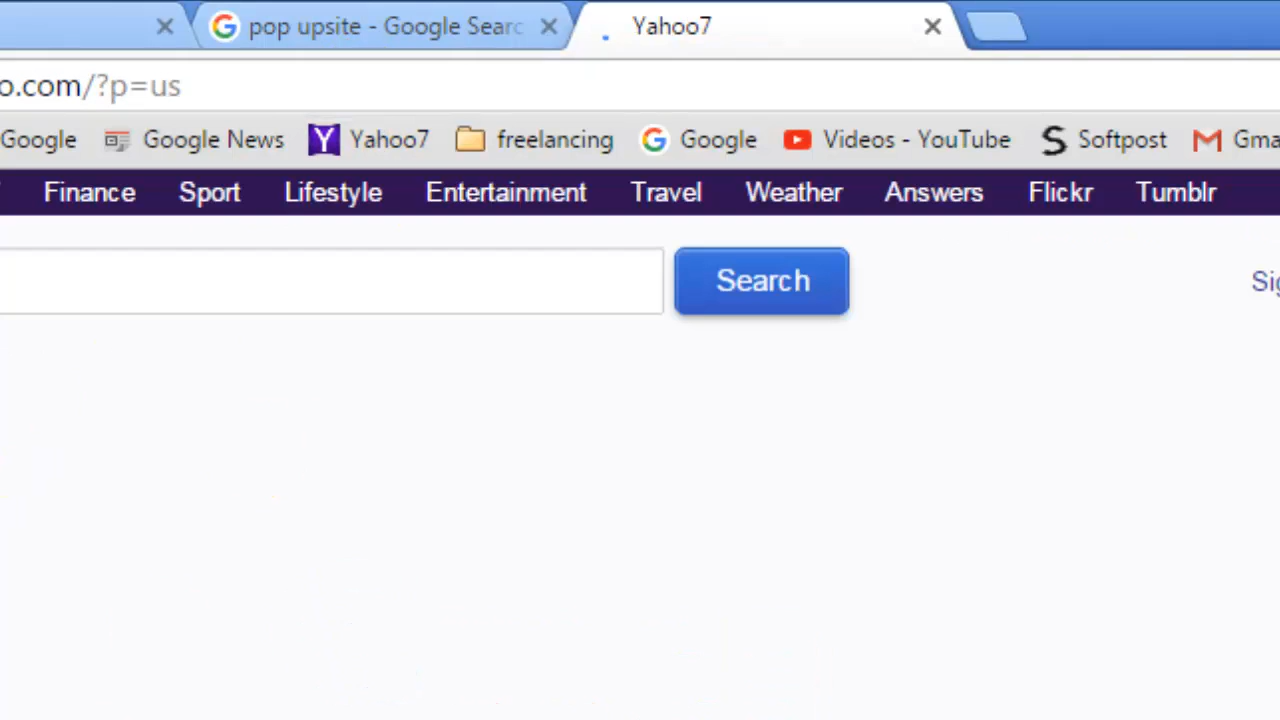 pop upsite - Google Searc
Yahoo7
o.com/?p=us
Google Google News Yahoo7 freelancing Google Videos - YouTube Softpost Gma
Finance Sport Lifestyle Entertainment Travel Weather Answers Flickr Tumblr
Search
Sig